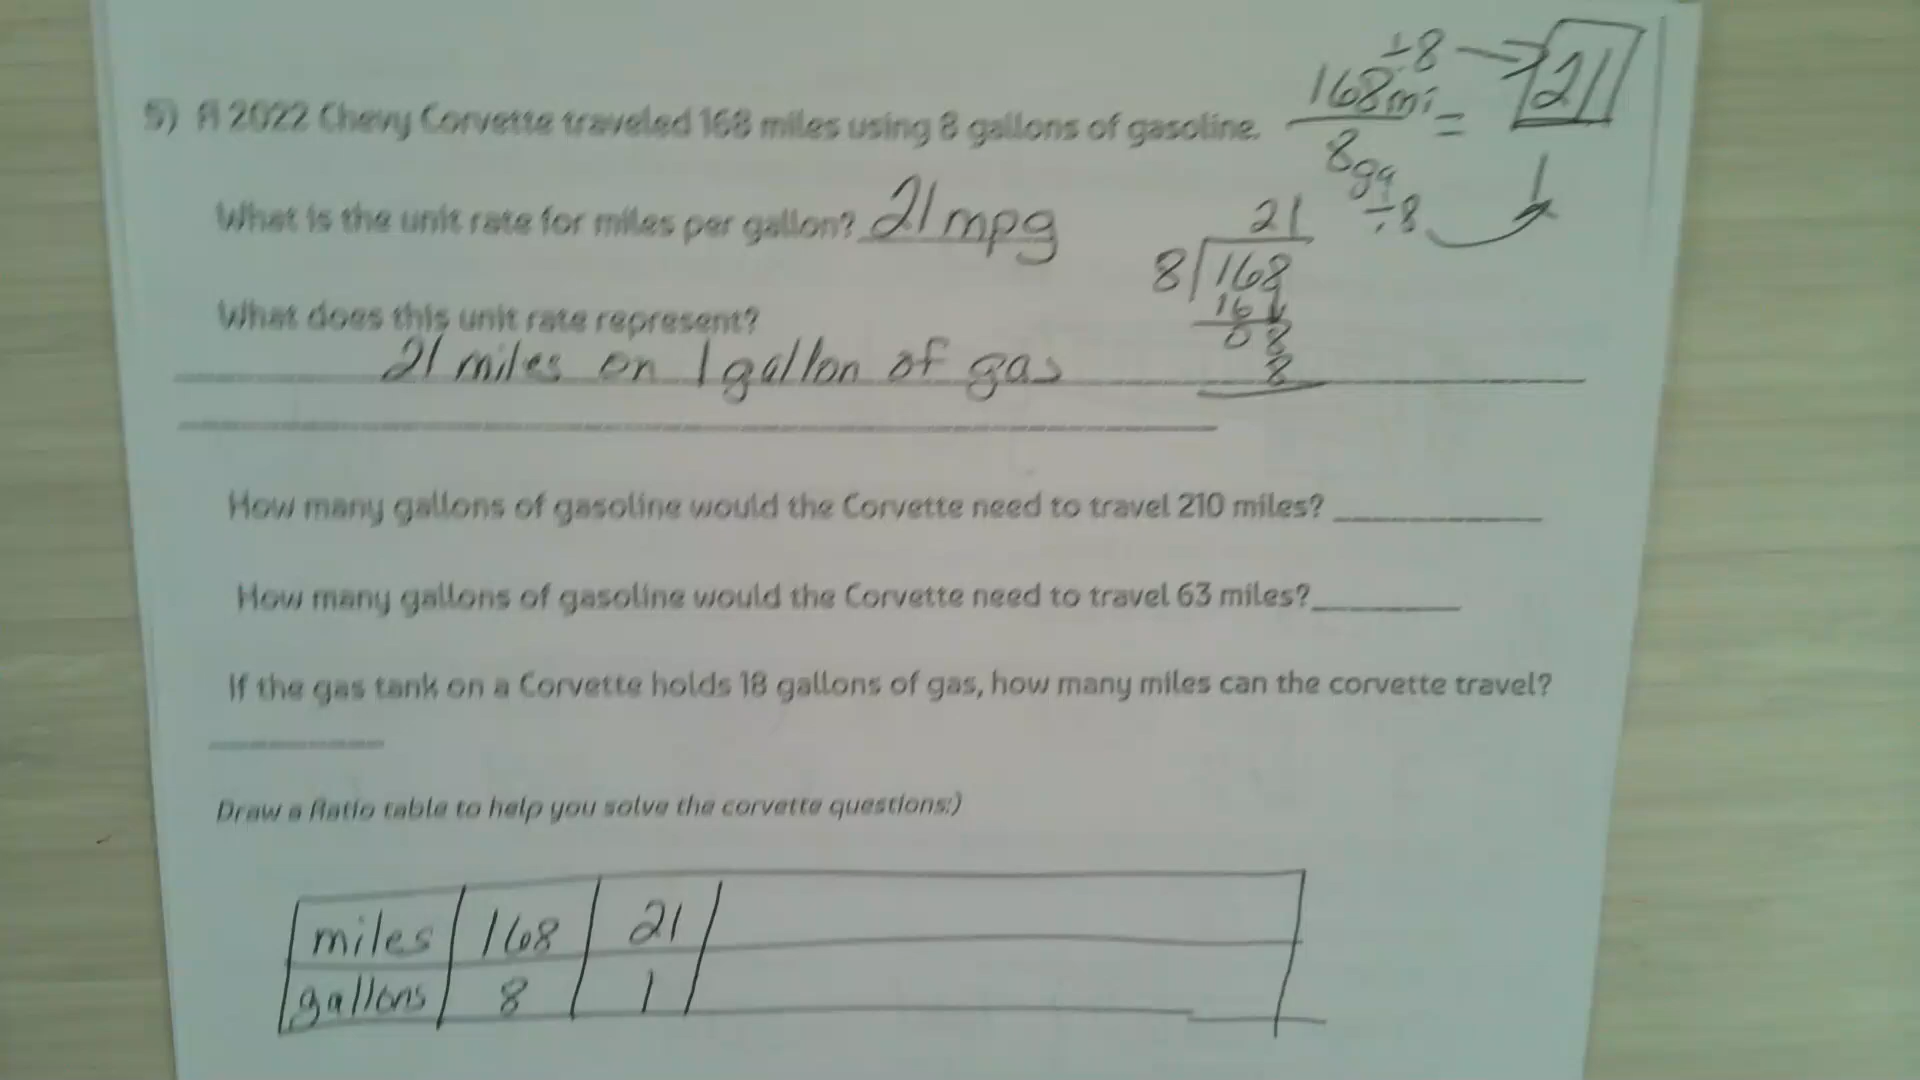 5) A 2022 Chevy Corvette traveled 168 miles using 8 gallons of gasoline.
168mi ÷8 → 21
8ga ÷8 = 1
What is the unit rate for miles per gallon? 21 mpg
21
8 168
16
08
8
What does this unit rate represent?
21 miles on 1 gallon of gas
How many gallons of gasoline would the Corvette need to travel 210 miles?
How many gallons of gasoline would the Corvette need to travel 63 miles?
If the gas tank on a Corvette holds 18 gallons of gas, how many miles can the corvette travel?
Draw a Ratio table to help you solve the corvette questions:)
miles 168 21
gallons 8 1